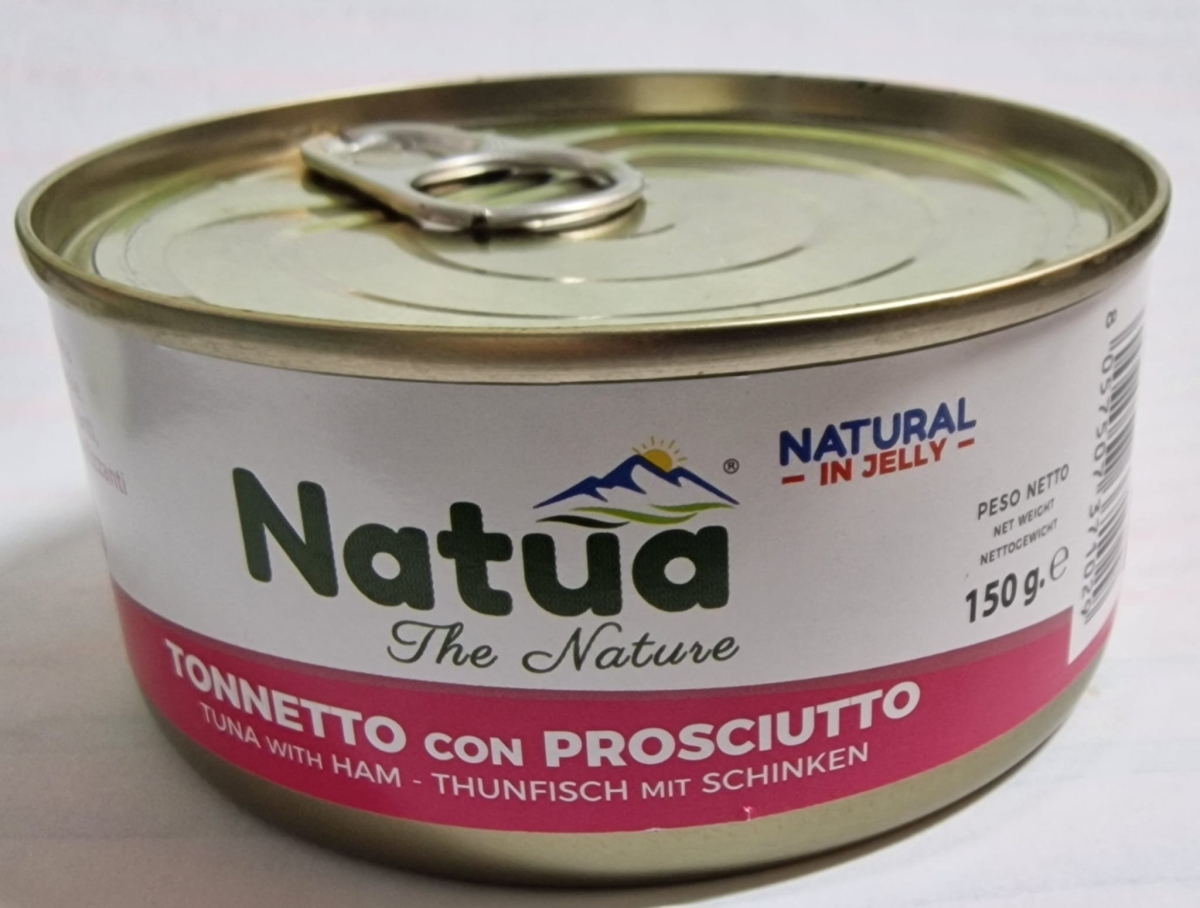 Natua
®
The Nature
NATURAL
– IN JELLY –
PESO NETTO
NET WEIGHT
NETTOGEWICHT
150 g. e
TONNETTO CON PROSCIUTTO
TUNA WITH HAM - THUNFISCH MIT SCHINKEN